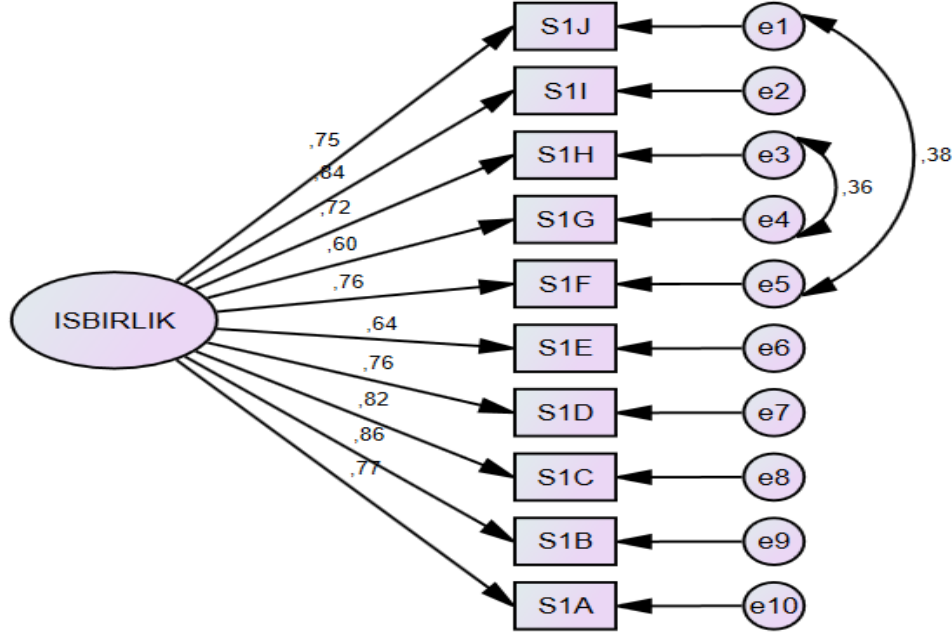 S1J
e1
S1I
e2
,75
,84
S1H
e3
,38
,36
,72
S1G
e4
,60
,76
S1F
e5
ISBIRLIK
,64
S1E
e6
,76
,82
S1D
e7
,86
,77
S1C
e8
S1B
e9
S1A
e10